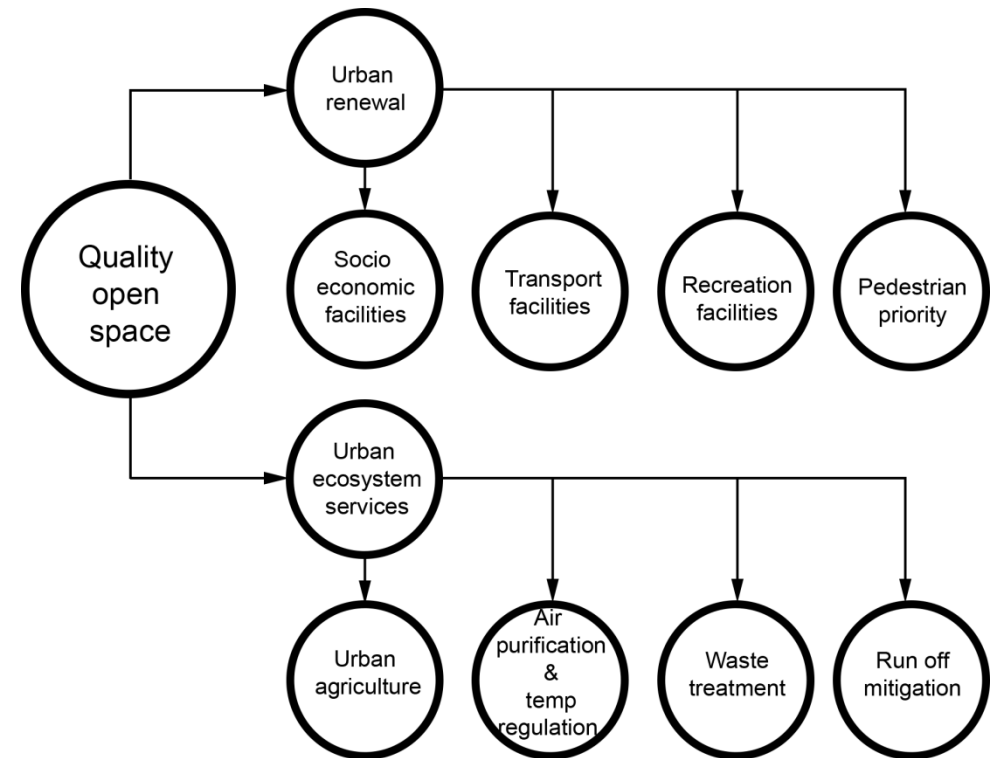 Urban
renewal
Quality
open
space
Socio
economic
facilities
Transport
facilities
Recreation
facilities
Pedestrian
priority
Urban
ecosystem
services
Urban
agriculture
Air
purification
&
temp
regulation
Waste
treatment
Run off
mitigation